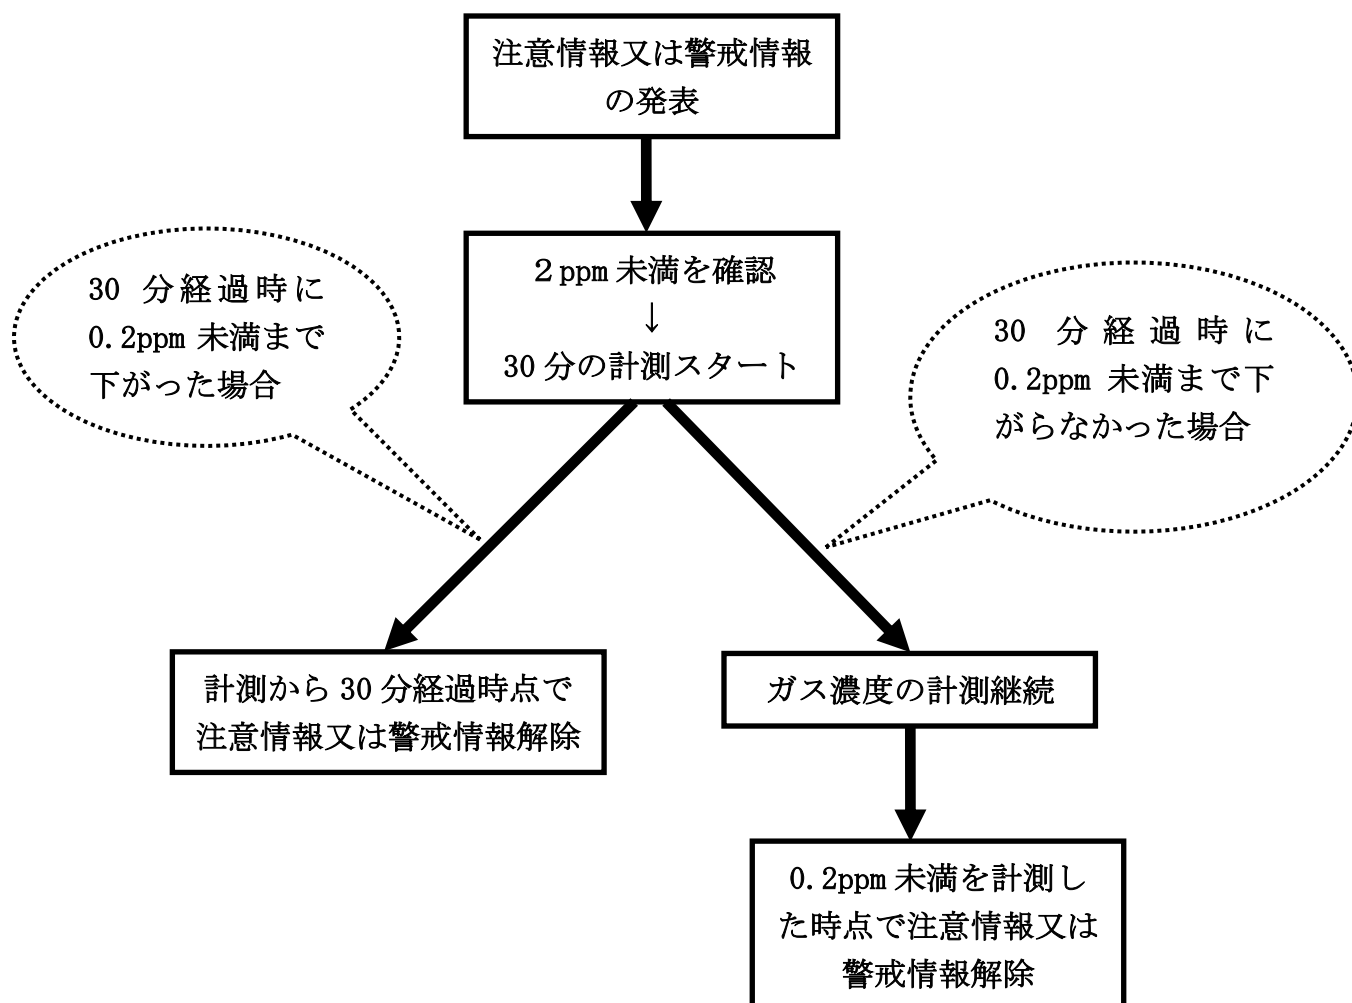 注意情報又は警戒情報
の発表
２ppm 未満を確認
↓
30 分の計測スタート
30 分経過時に
0.2ppm 未満まで
下がった場合
30 分経過時に
0.2ppm 未満まで下
がらなかった場合
計測から 30 分経過時点で
注意情報又は警戒情報解除
ガス濃度の計測継続
0.2ppm 未満を計測し
た時点で注意情報又は
警戒情報解除